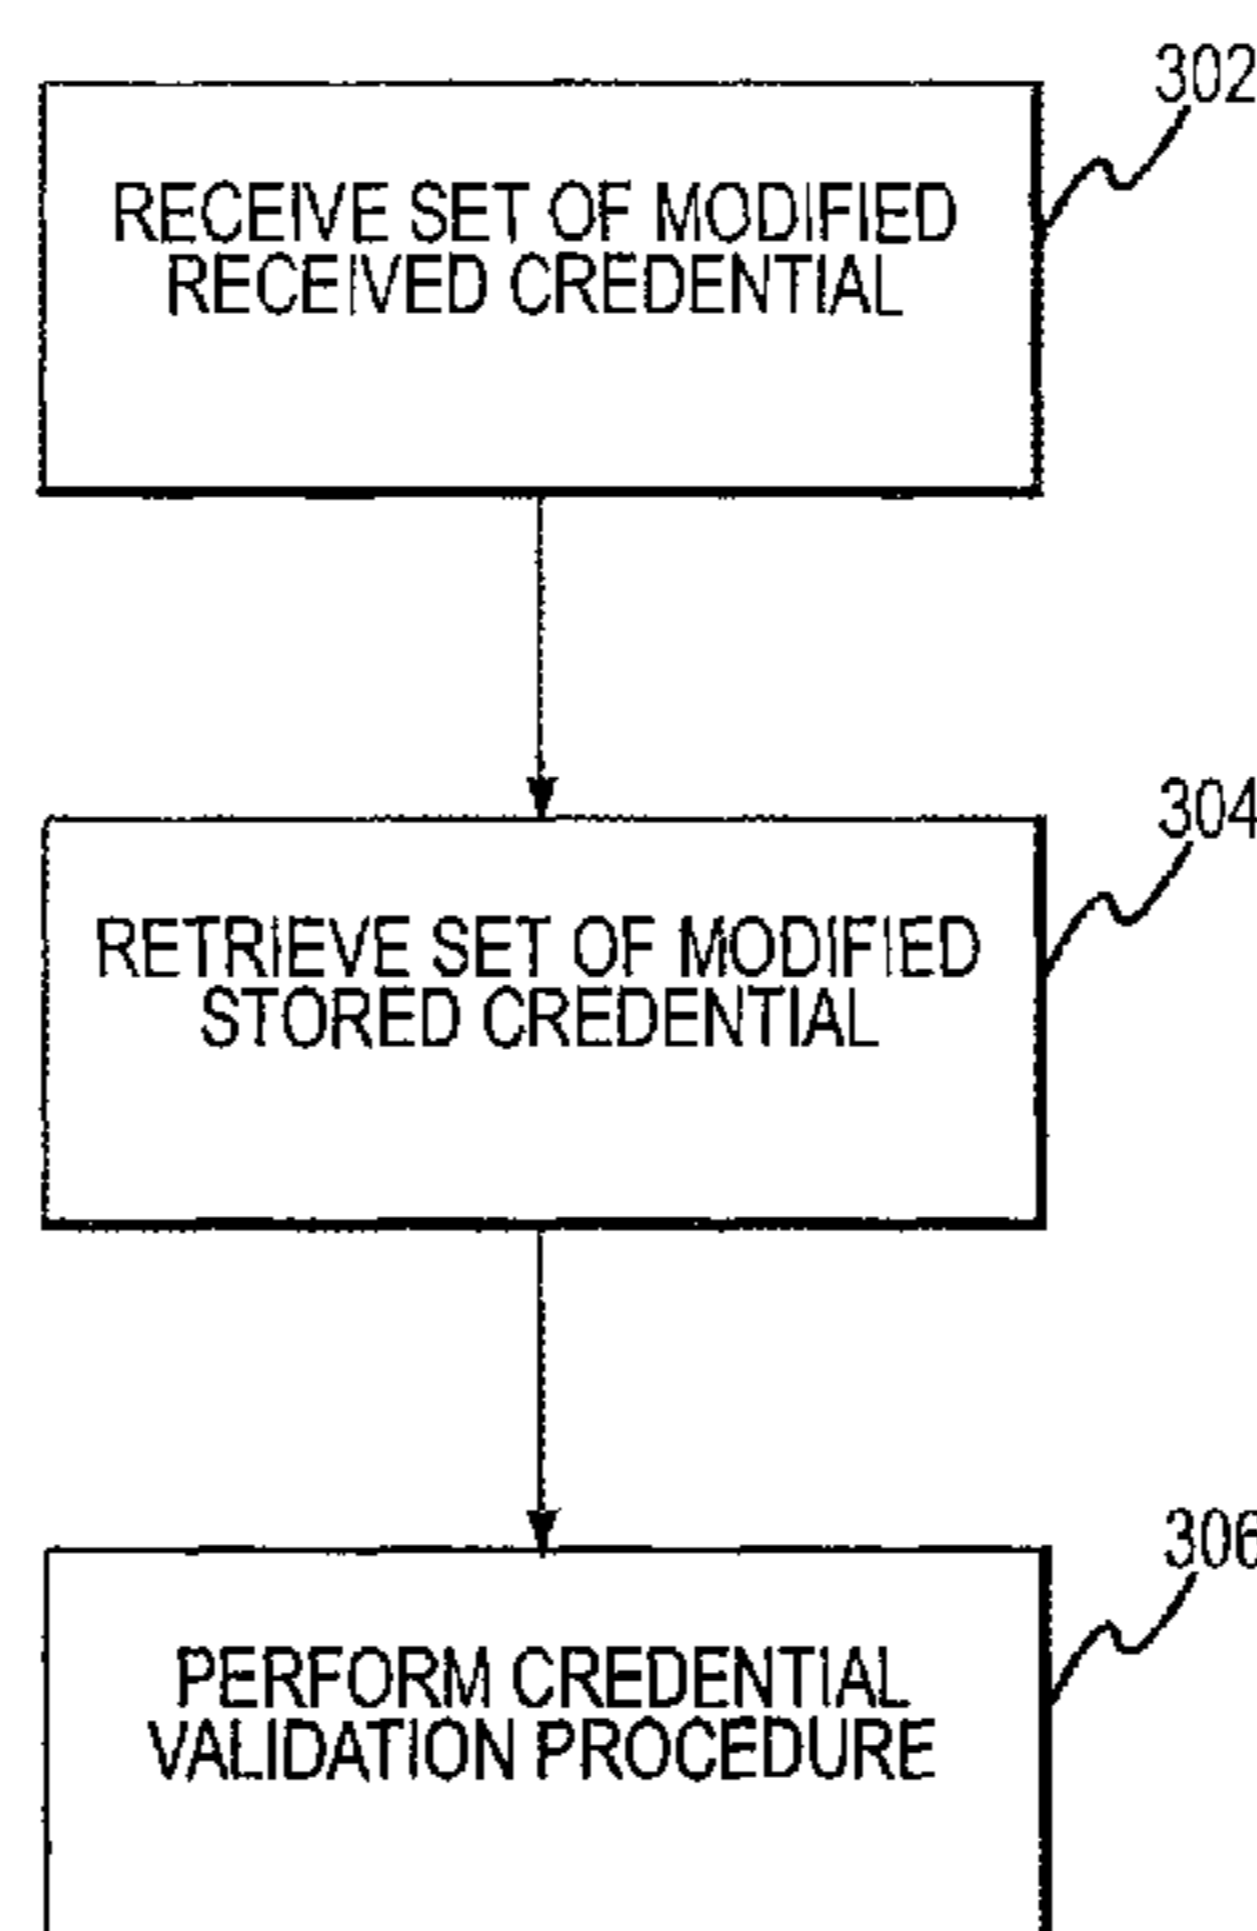 302
RECEIVE SET OF MODIFIED
RECEIVED CREDENTIAL
304
RETRIEVE SET OF MODIFIED
STORED CREDENTIAL
306
PERFORM CREDENTIAL
VALIDATION PROCEDURE